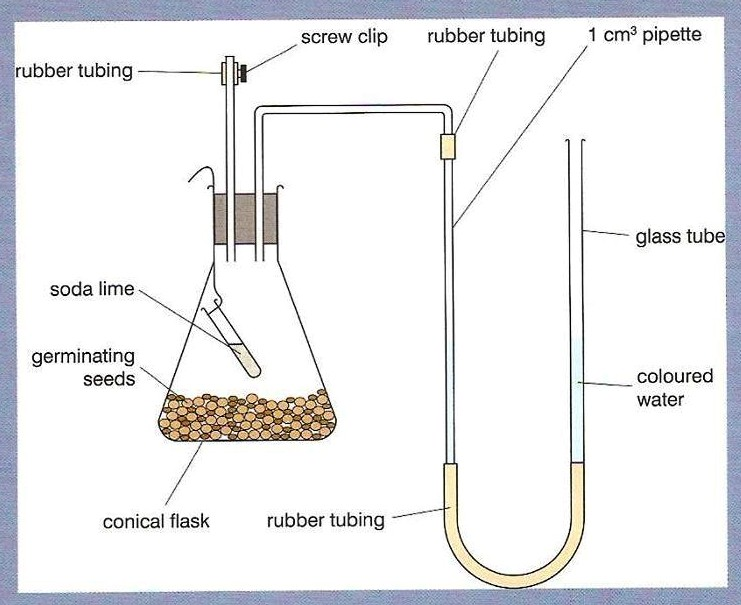 screw clip
rubber tubing
1 cm³ pipette
rubber tubing
glass tube
soda lime
germinating
seeds
coloured
water
conical flask
rubber tubing